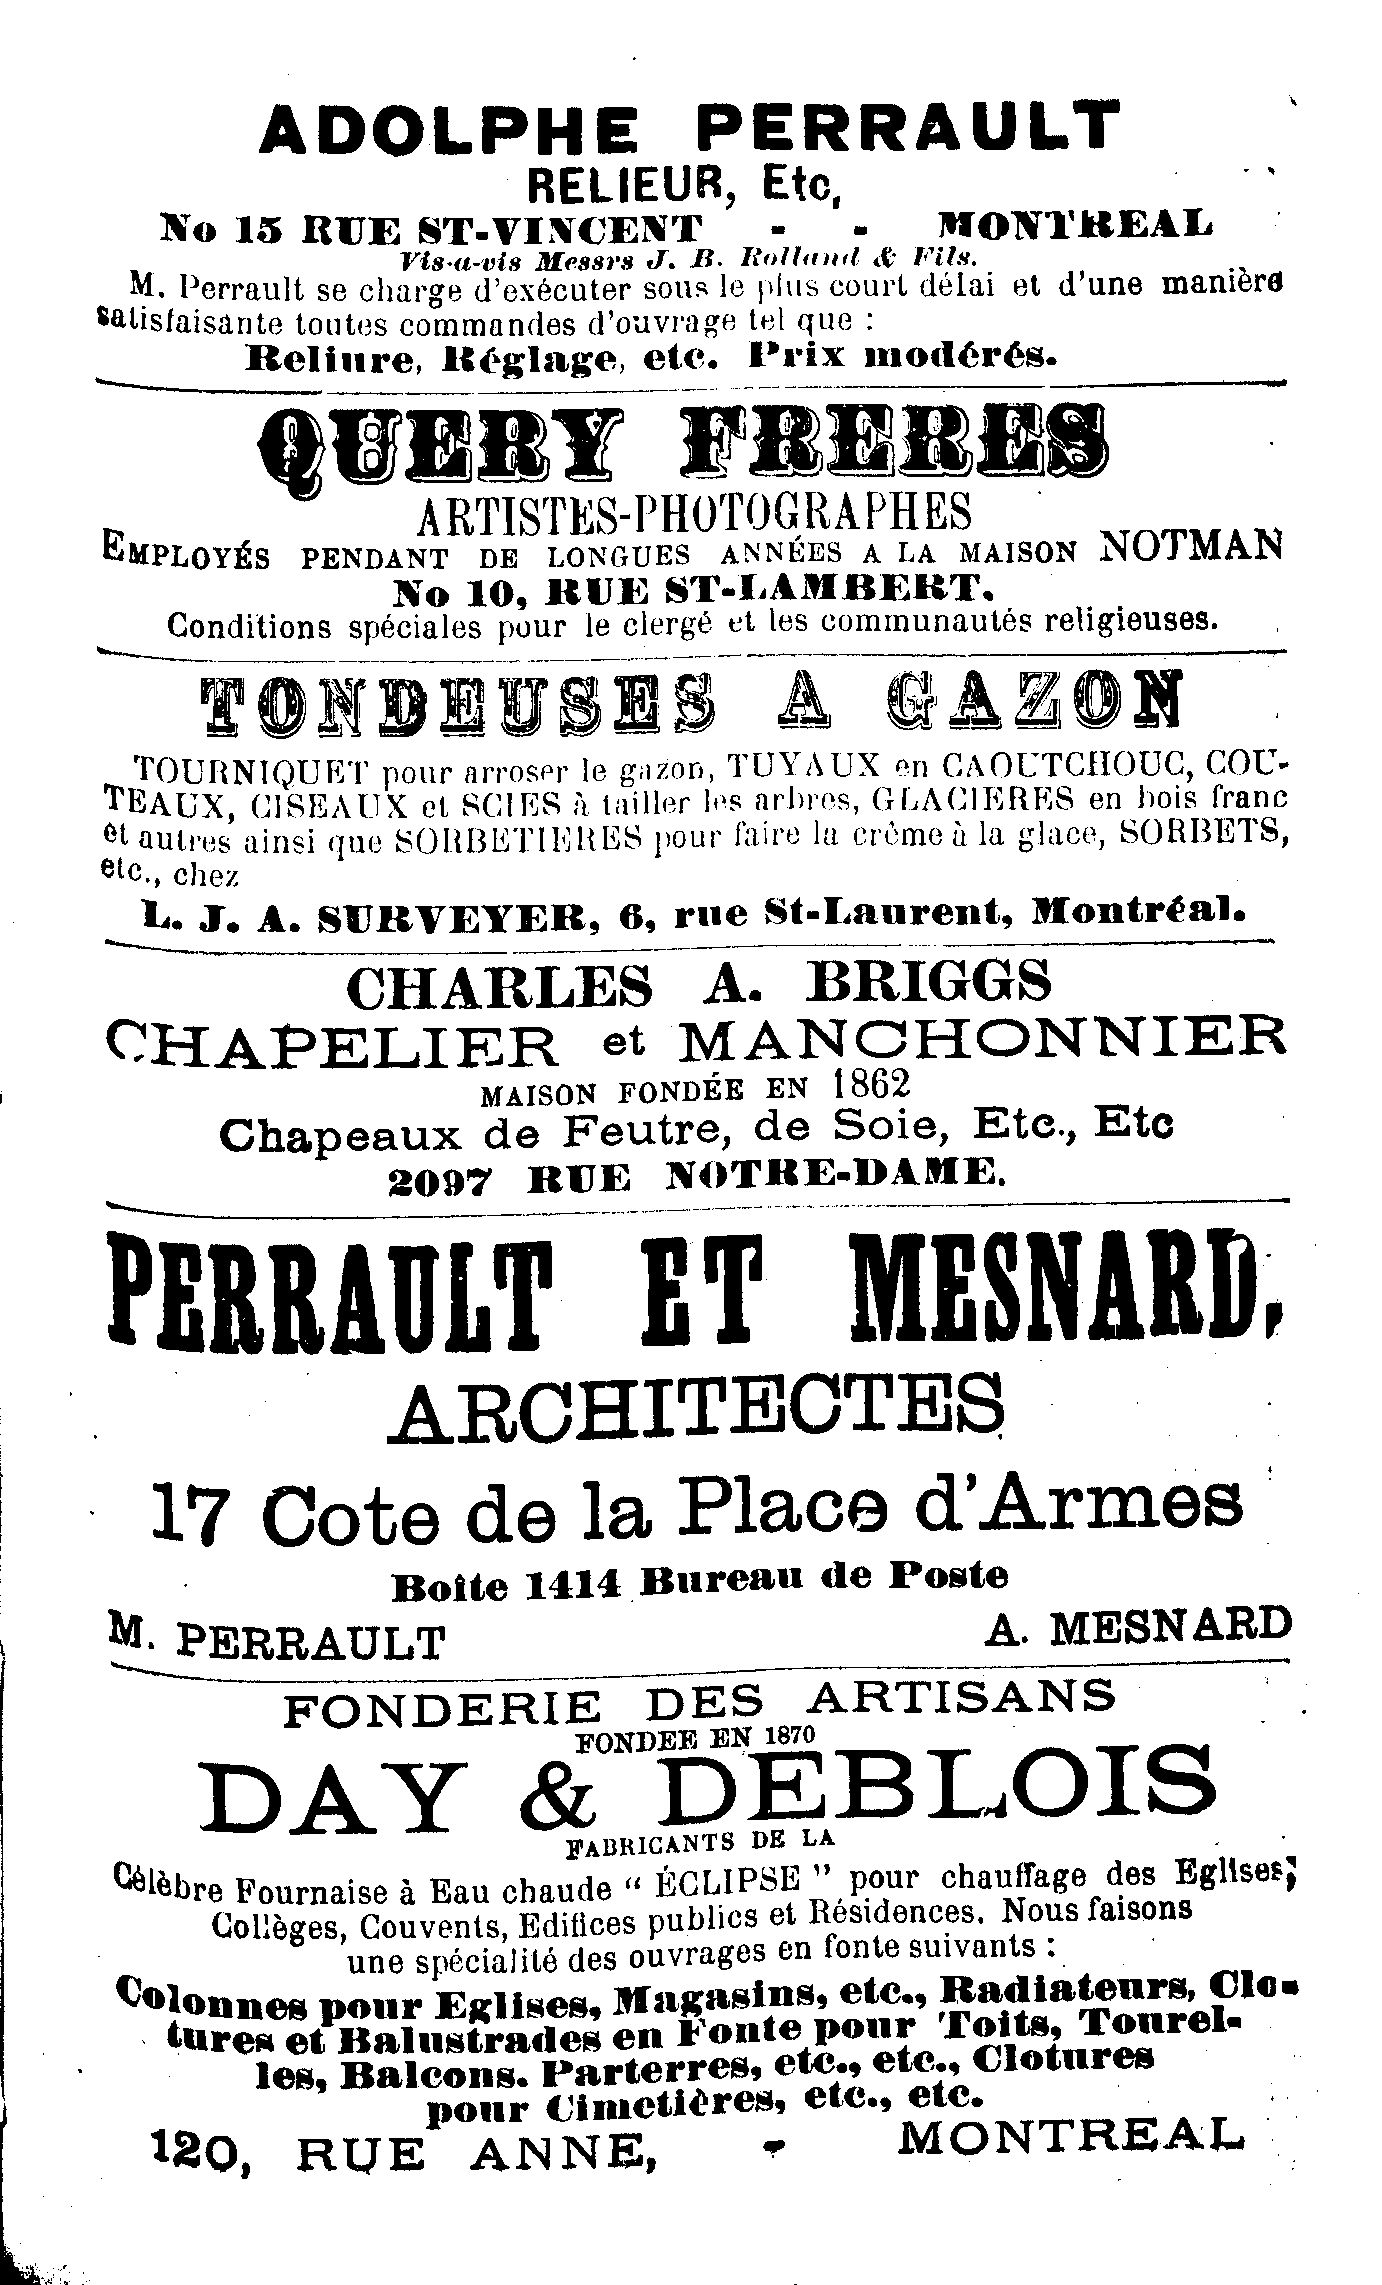 ADOLPHE PERRAULT
RELIEUR, Etc,
No 15 RUE ST-VINCENT - - MONTREAL
Vis-a-vis Messrs J. B. Rolland & Fils.
M. Perrault se charge d'exécuter sous le plus court délai et d'une manière
satisfaisante toutes commandes d'ouvrage tel que :
Reliure, Réglage, etc. Prix modérés.
QUERY FRERES
ARTISTES-PHOTOGRAPHES
EMPLOYÉS PENDANT DE LONGUES ANNÉES A LA MAISON NOTMAN
No 10, RUE ST-LAMBERT.
Conditions spéciales pour le clergé et les communautés religieuses.
TONDEUSES A GAZON
TOURNIQUET pour arroser le gazon, TUYAUX en CAOUTCHOUC, COU-
TEAUX, CISEAUX et SCIES à tailler les arbres, GLACIERES en bois franc
et autres ainsi que SORBETIERES pour faire la crème à la glace, SORBETS,
etc., chez
L. J. A. SURVEYER, 6, rue St-Laurent, Montréal.
CHARLES A. BRIGGS
CHAPELIER et MANCHONNIER
MAISON FONDÉE EN 1862
Chapeaux de Feutre, de Soie, Etc., Etc
2097 RUE NOTRE-DAME.
PERRAULT ET MESNARD,
ARCHITECTES
17 Cote de la Place d'Armes
Boîte 1414 Bureau de Poste
M. PERRAULT A. MESNARD
FONDERIE DES ARTISANS
FONDEE EN 1870
DAY & DEBLOIS
FABRICANTS DE LA
Célèbre Fournaise à Eau chaude " ÉCLIPSE " pour chauffage des Eglises;
Collèges, Couvents, Edifices publics et Résidences. Nous faisons
une spécialité des ouvrages en fonte suivants :
Colonnes pour Eglises, Magasins, etc., Radiateurs, Clo-
tures et Balustrades en Fonte pour Toits, Tourel-
les, Balcons. Parterres, etc., etc., Clotures
pour Cimetières, etc., etc.
120, RUE ANNE, - MONTREAL